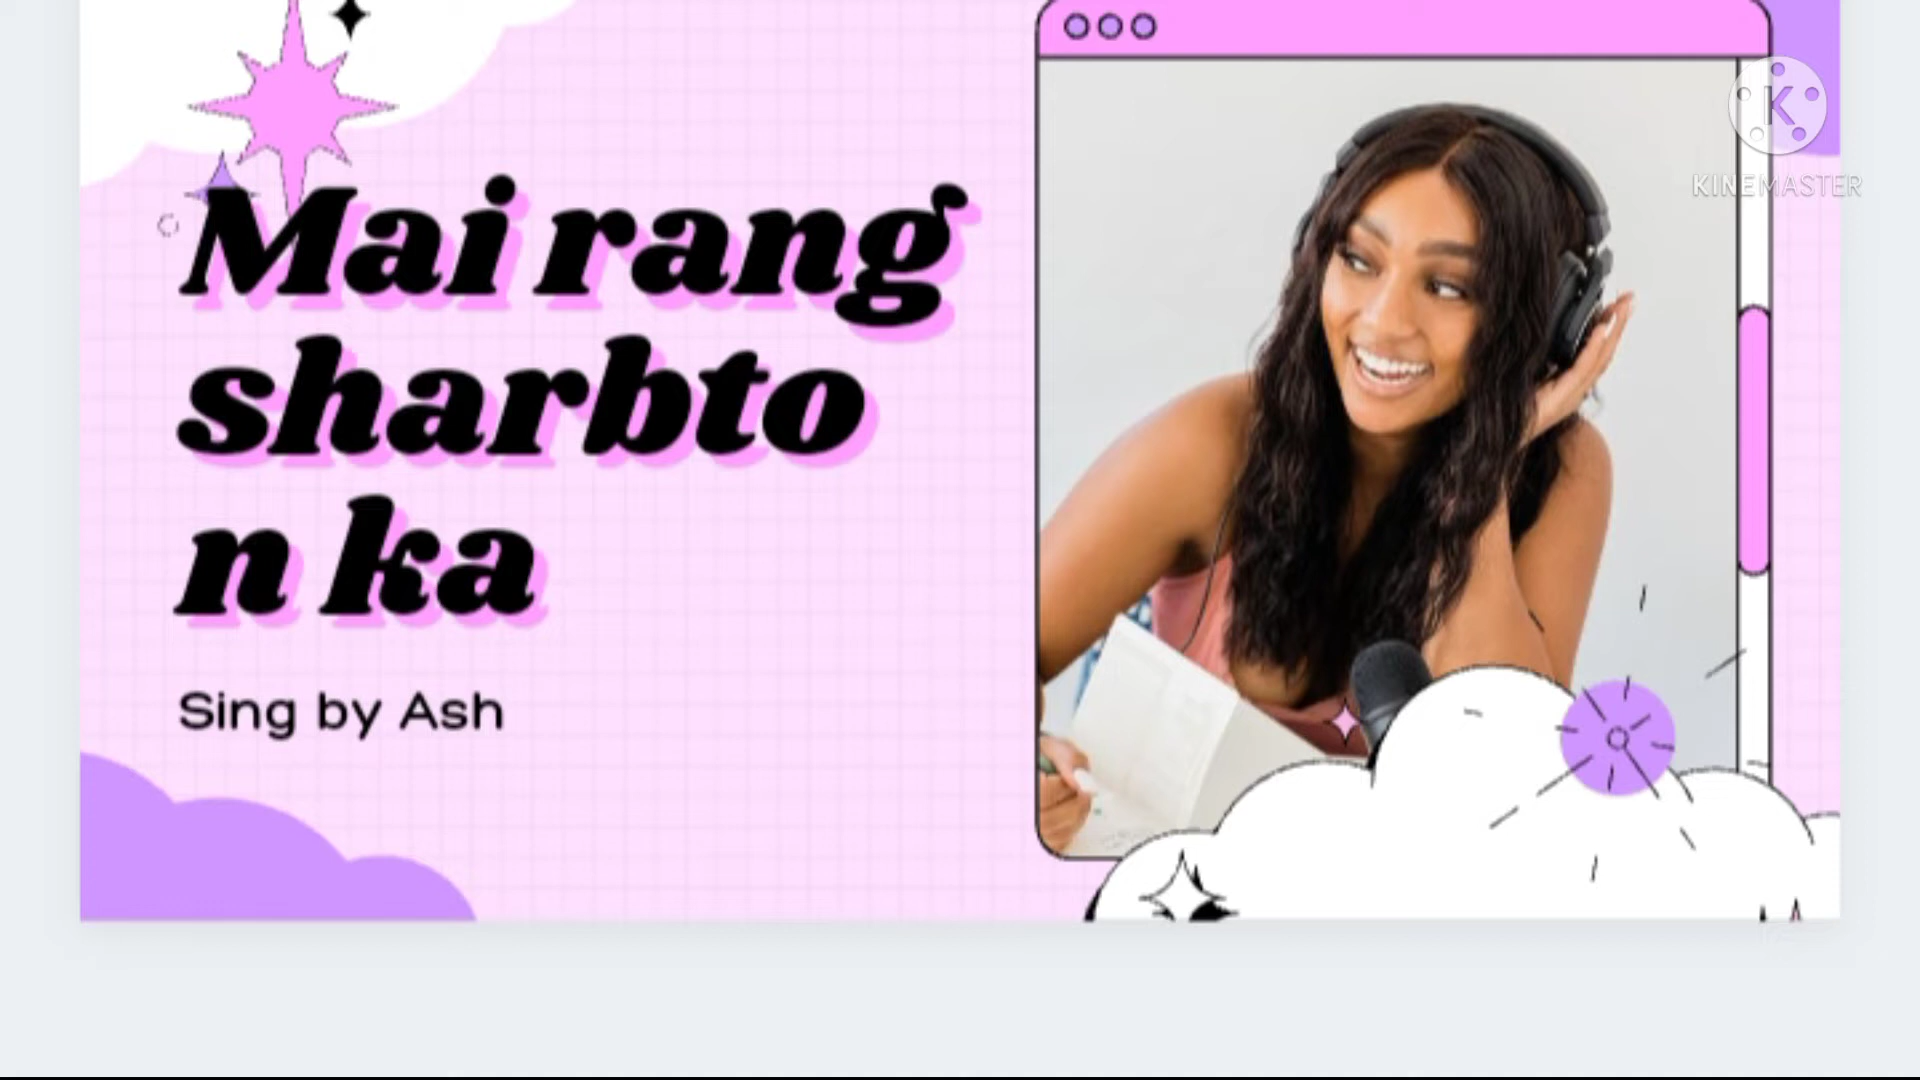 Mai rang
sharbto
n ka
Sing by Ash
K
KINEMASTER